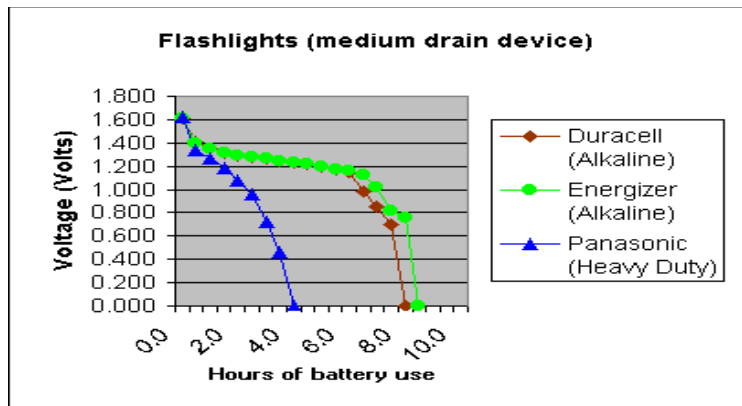 Flashlights (medium drain device)
Voltage (Volts)
1.800
1.600
1.400
1.200
1.000
0.800
0.600
0.400
0.200
0.000
0.0
2.0
4.0
6.0
8.0
10.0
Hours of battery use
Duracell
(Alkaline)
Energizer
(Alkaline)
Panasonic
(Heavy Duty)